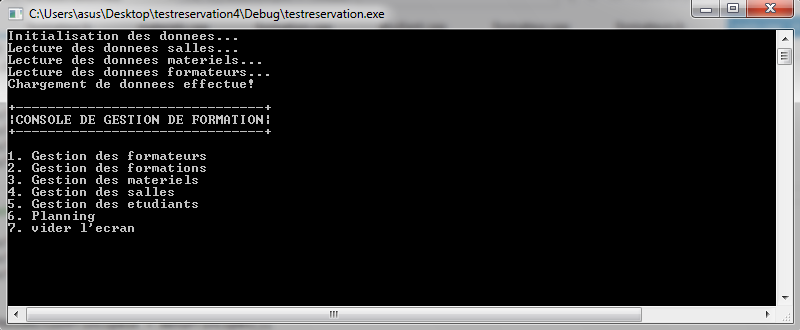 C:\Users\asus\Desktop\testreservation4\Debug\testreservation.exe
Initialisation des donnees...
Lecture des donnees salles...
Lecture des donnees materiels...
Lecture des donnees formateurs...
Chargement de donnees effectue!
+-------------------------------+
¦CONSOLE DE GESTION DE FORMATION¦
+-------------------------------+
1. Gestion des formateurs
2. Gestion des formations
3. Gestion des materiels
4. Gestion des salles
5. Gestion des etudiants
6. Planning
7. vider l'ecran